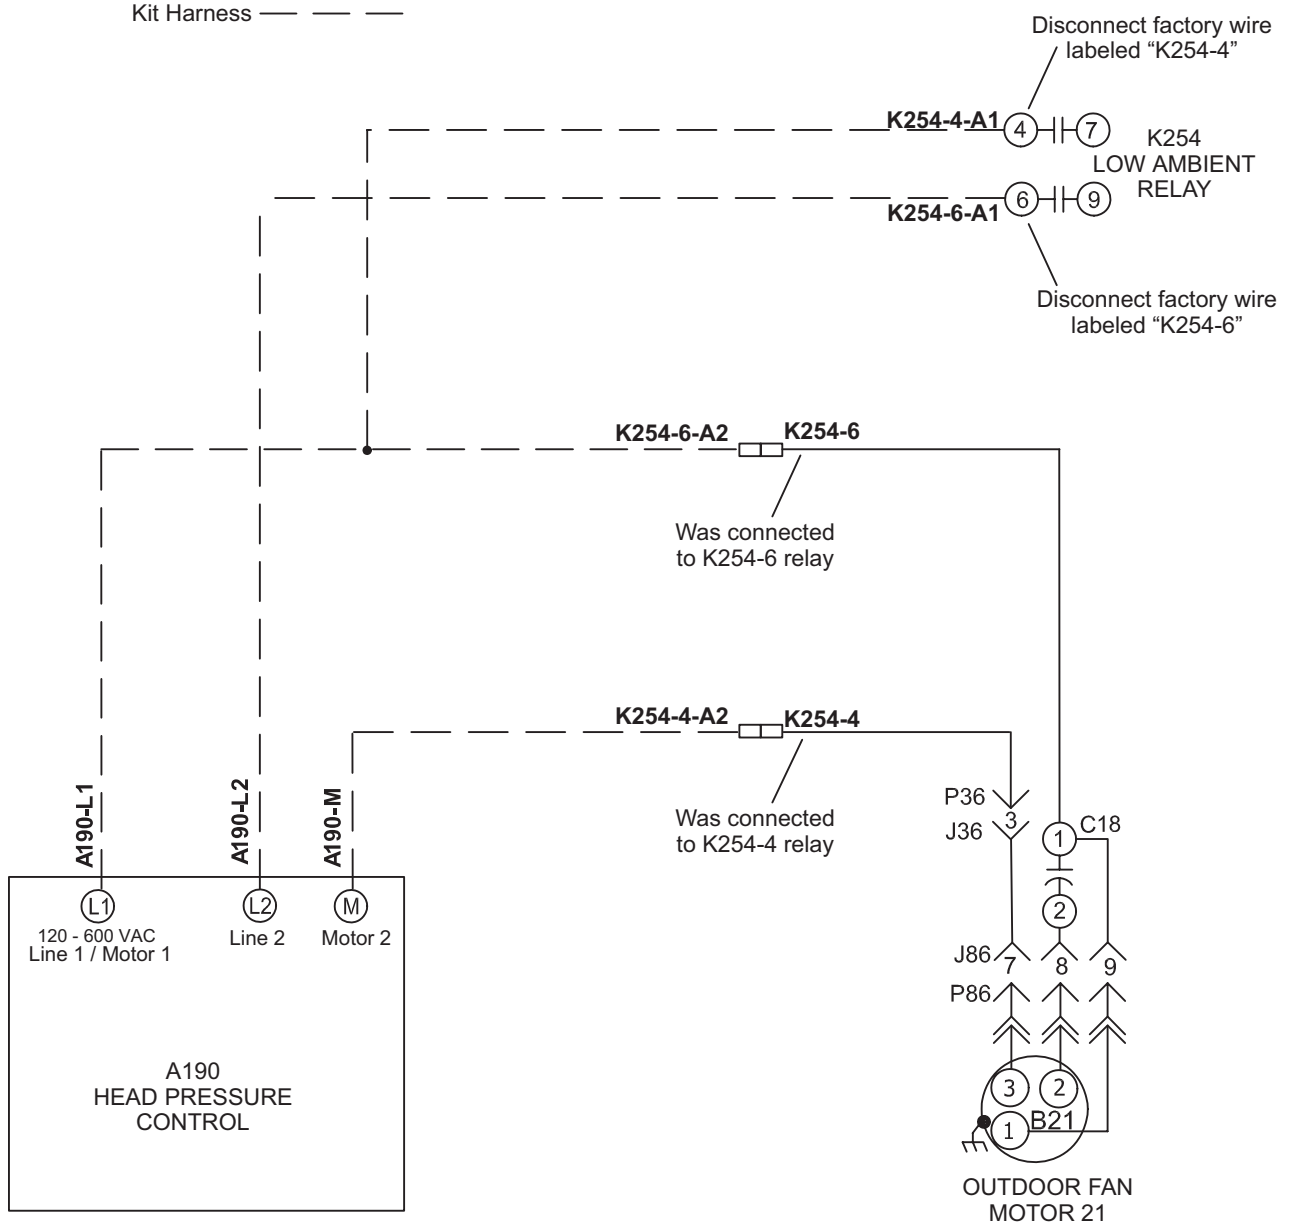 Kit Harness
Disconnect factory wire
labeled “K254-4”
K254-4-A1
4
7
K254
LOW AMBIENT
RELAY
6
9
K254-6-A1
Disconnect factory wire
labeled “K254-6”
K254-6-A2
K254-6
Was connected
to K254-6 relay
K254-4-A2
K254-4
Was connected
to K254-4 relay
A190-L1
A190-L2
A190-M
P36
3
J36
1
C18
2
L1
L2
M
120 - 600 VAC
Line 1 / Motor 1
Line 2
Motor 2
J86
7
8
9
P86
A190
HEAD PRESSURE
CONTROL
3
2
1
B21
OUTDOOR FAN
MOTOR 21